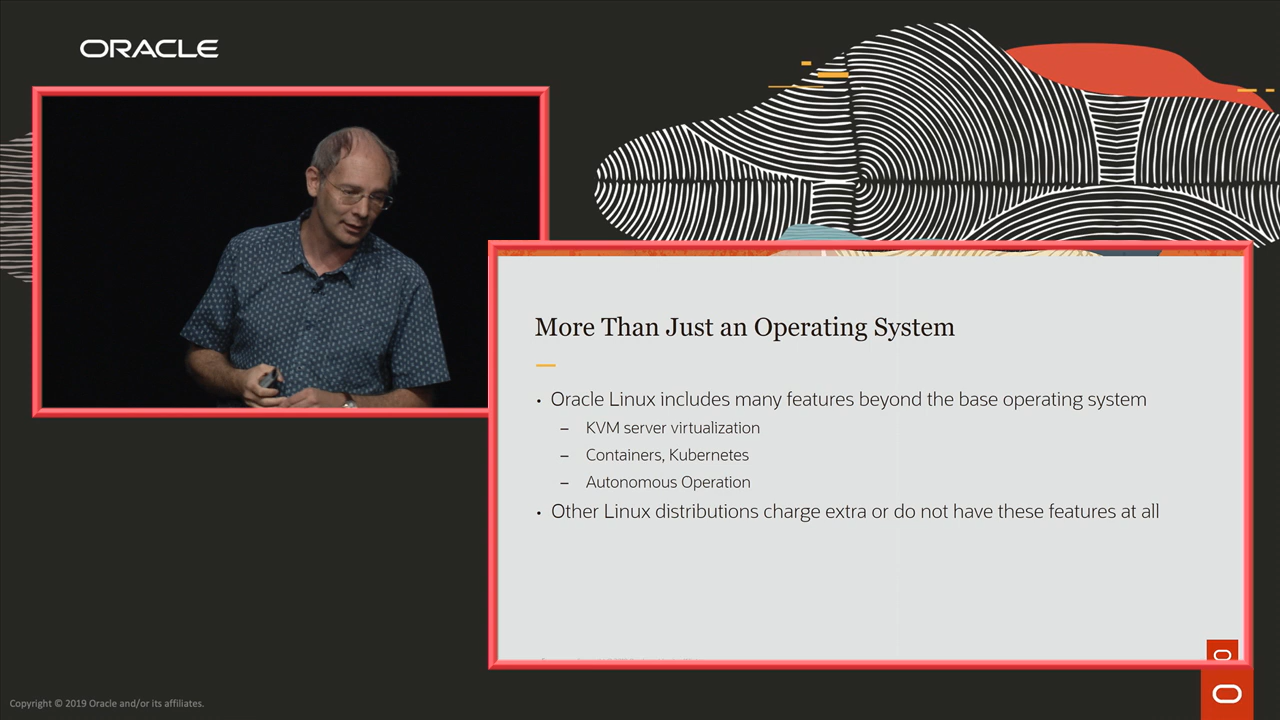 ORACLE
More Than Just an Operating System
• Oracle Linux includes many features beyond the base operating system
– KVM server virtualization
– Containers, Kubernetes
– Autonomous Operation
• Other Linux distributions charge extra or do not have these features at all
Copyright © 2019 Oracle and/or its affiliates.